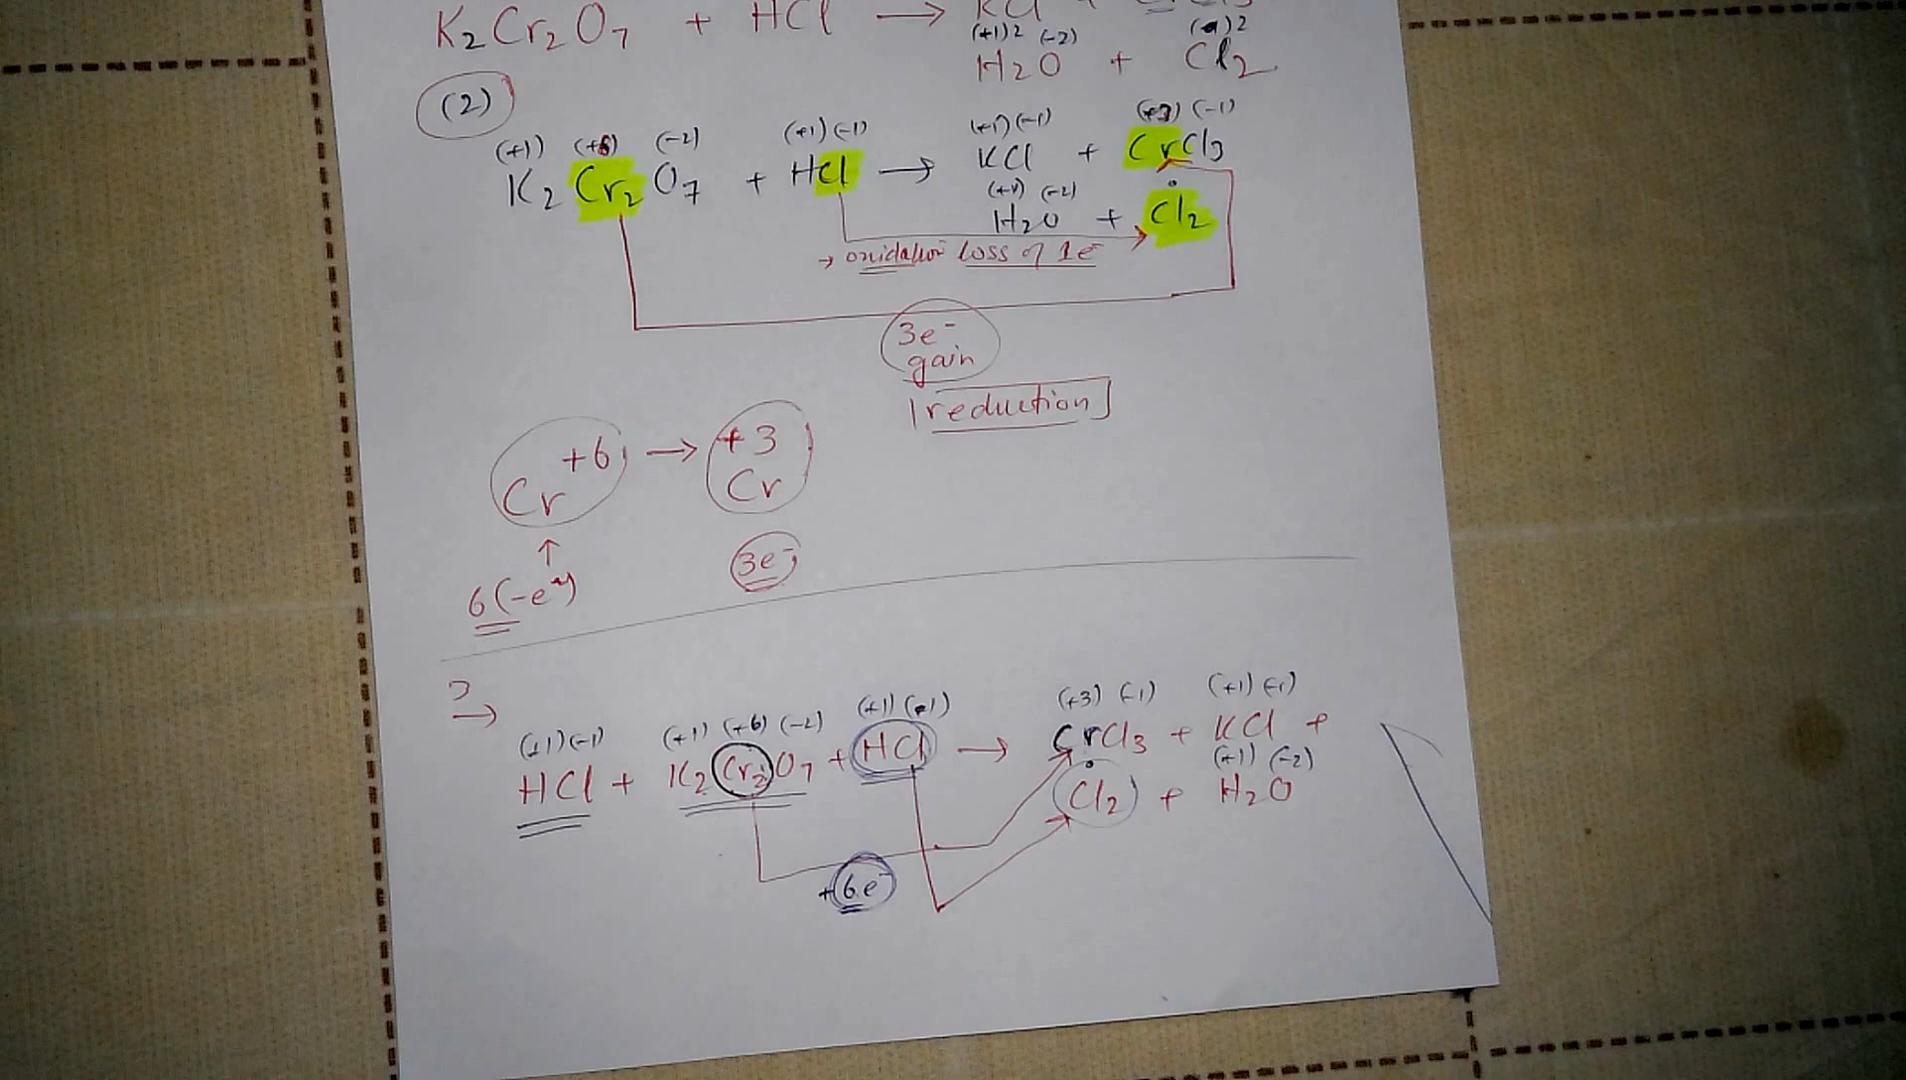 K2Cr2O7 + HCl → KCl +
(+1)2 (-2)
H2O + Cl2
(2)
(+1) (+6) (-2) (+1) (-1) (+1) (-1) (+3) (-1)
K2Cr2O7 + HCl → KCl + CrCl3
(+1) (-2)
H2O + Cl2
→ oxidation loss of 1e-
3e-
gain
reduction
Cr+6 → +3
Cr
↑
3e-
6(-e)
→
(+1)(-1) (+1) (+6) (-2) (+1) (-1) (+3) (-1) (+1) (-1)
HCl + K2Cr2O7 + HCl → CrCl3 + KCl +
(+1) (-2)
Cl2 + H2O
+6e-